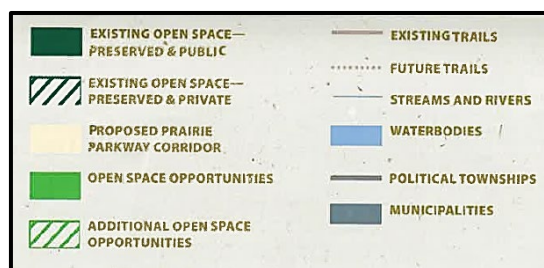 EXISTING OPEN SPACE—
PRESERVED & PUBLIC
EXISTING OPEN SPACE—
PRESERVED & PRIVATE
PROPOSED PRAIRIE
PARKWAY CORRIDOR
OPEN SPACE OPPORTUNITIES
ADDITIONAL OPEN SPACE
OPPORTUNITIES
EXISTING TRAILS
FUTURE TRAILS
STREAMS AND RIVERS
WATERBODIES
POLITICAL TOWNSHIPS
MUNICIPALITIES